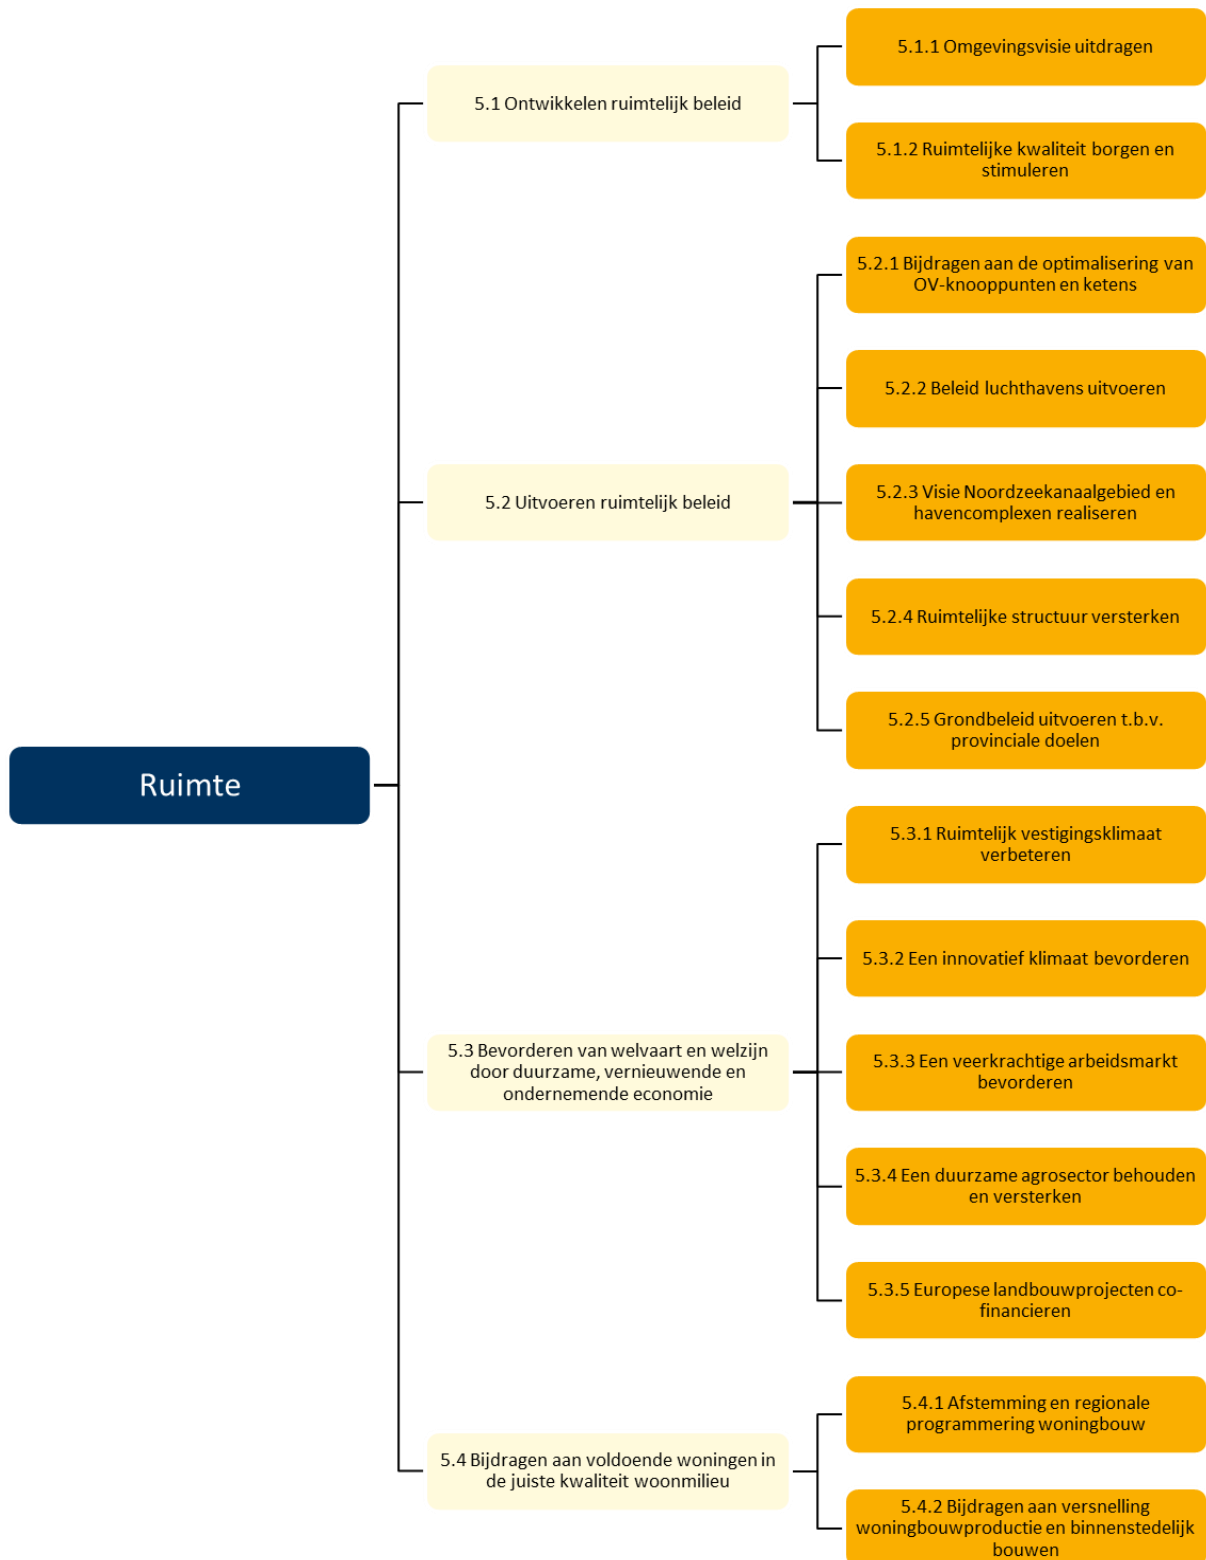 Ruimte
5.1 Ontwikkelen ruimtelijk beleid
5.1.1 Omgevingsvisie uitdragen
5.1.2 Ruimtelijke kwaliteit borgen en
stimuleren
5.2 Uitvoeren ruimtelijk beleid
5.2.1 Bijdragen aan de optimalisering van
OV-knooppunten en ketens
5.2.2 Beleid luchthavens uitvoeren
5.2.3 Visie Noordzeekanaalgebied en
havencomplexen realiseren
5.2.4 Ruimtelijke structuur versterken
5.2.5 Grondbeleid uitvoeren t.b.v.
provinciale doelen
5.3 Bevorderen van welvaart en welzijn
door duurzame, vernieuwende en
ondernemende economie
5.3.1 Ruimtelijk vestigingsklimaat
verbeteren
5.3.2 Een innovatief klimaat bevorderen
5.3.3 Een veerkrachtige arbeidsmarkt
bevorderen
5.3.4 Een duurzame agrosector behouden
en versterken
5.3.5 Europese landbouwprojecten co-
financieren
5.4 Bijdragen aan voldoende woningen in
de juiste kwaliteit woonmilieu
5.4.1 Afstemming en regionale
programmering woningbouw
5.4.2 Bijdragen aan versnelling
woningbouwproductie en binnenstedelijk
bouwen